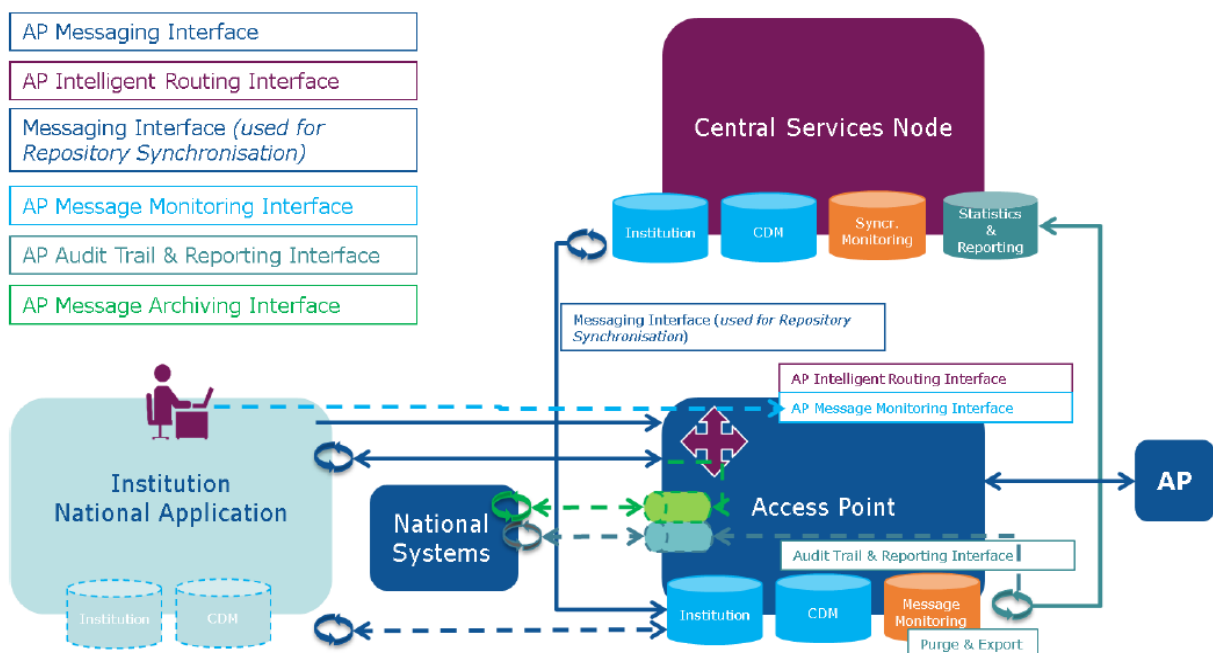 AP Messaging Interface
AP Intelligent Routing Interface
Messaging Interface (used for
Repository Synchronisation)
AP Message Monitoring Interface
AP Audit Trail & Reporting Interface
AP Message Archiving Interface
Central Services Node
Institution
CDM
Syncr.
Monitoring
Statistics
&
Reporting
Messaging Interface (used for Repository
Synchronisation)
AP Intelligent Routing Interface
AP Message Monitoring Interface
Institution
National Application
Institution
CDM
National
Systems
Access Point
AP
Audit Trail & Reporting Interface
Institution
CDM
Message
Monitoring
Purge & Export